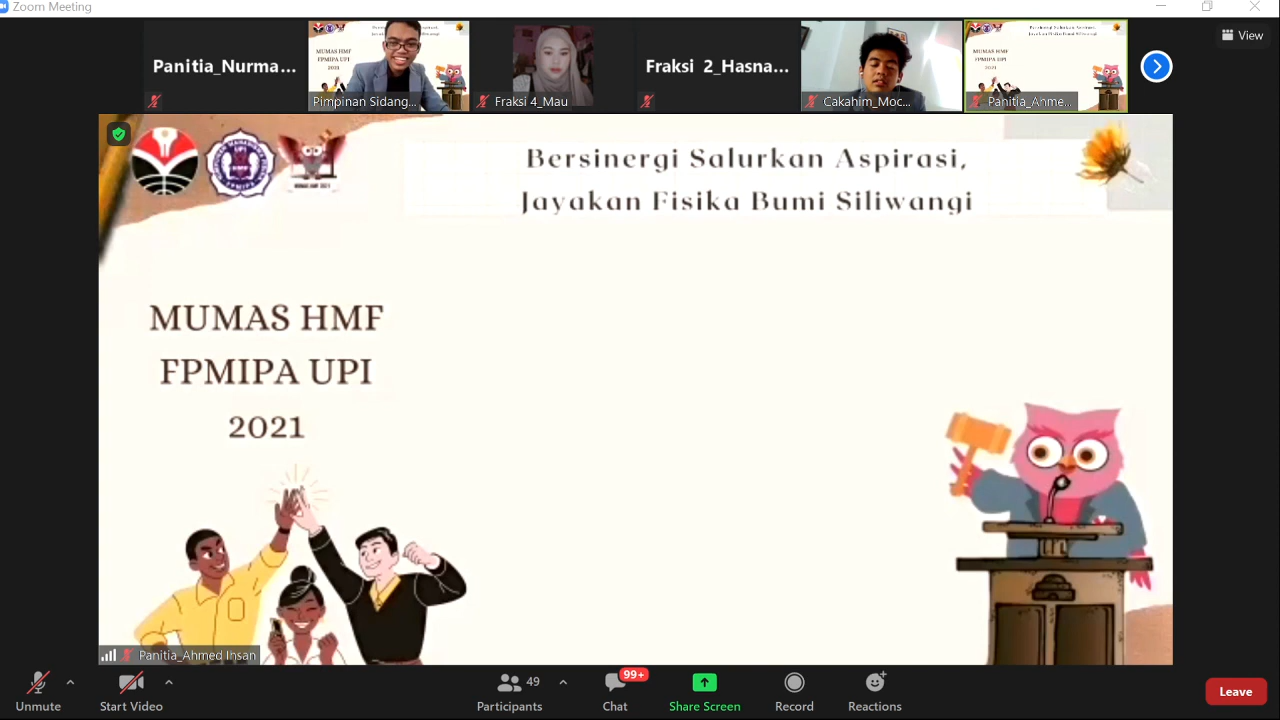 Zoom Meeting
Panitia_Nurma...
Pimpinan Sidang...
Fraksi 4_Mau
Fraksi 2_Hasna...
Cakahim_Moc...
Panitia_Ahme...
View
Bersinergi Salurkan Aspirasi,
Jayakan Fisika Bumi Siliwangi
MUMAS HMF
FPMIPA UPI
2021
Panitia_Ahmed Ihsan
Unmute
Start Video
49
Participants
99+
Chat
Share Screen
Record
Reactions
Leave